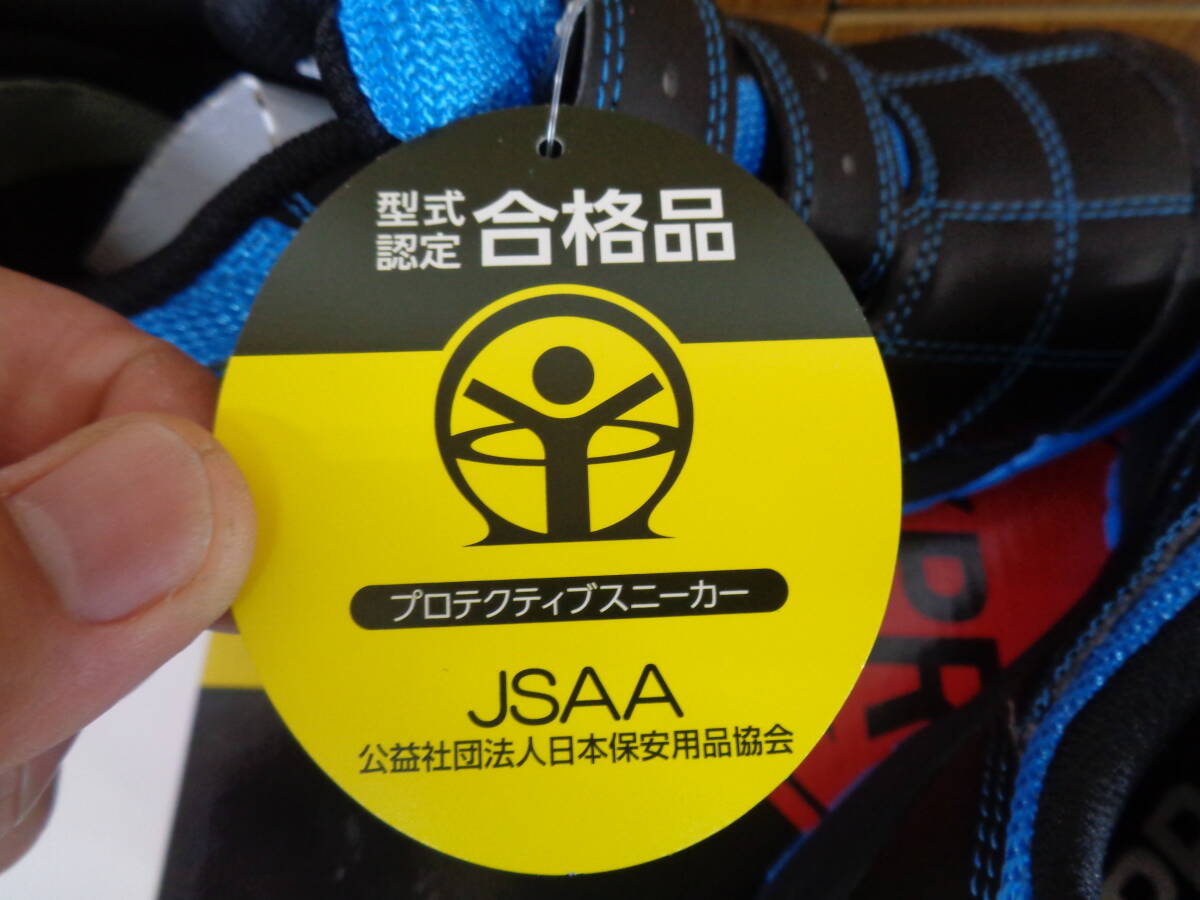 型式
認定 合格品
プロテクティブスニーカー
JSAA
公益社団法人日本保安用品協会